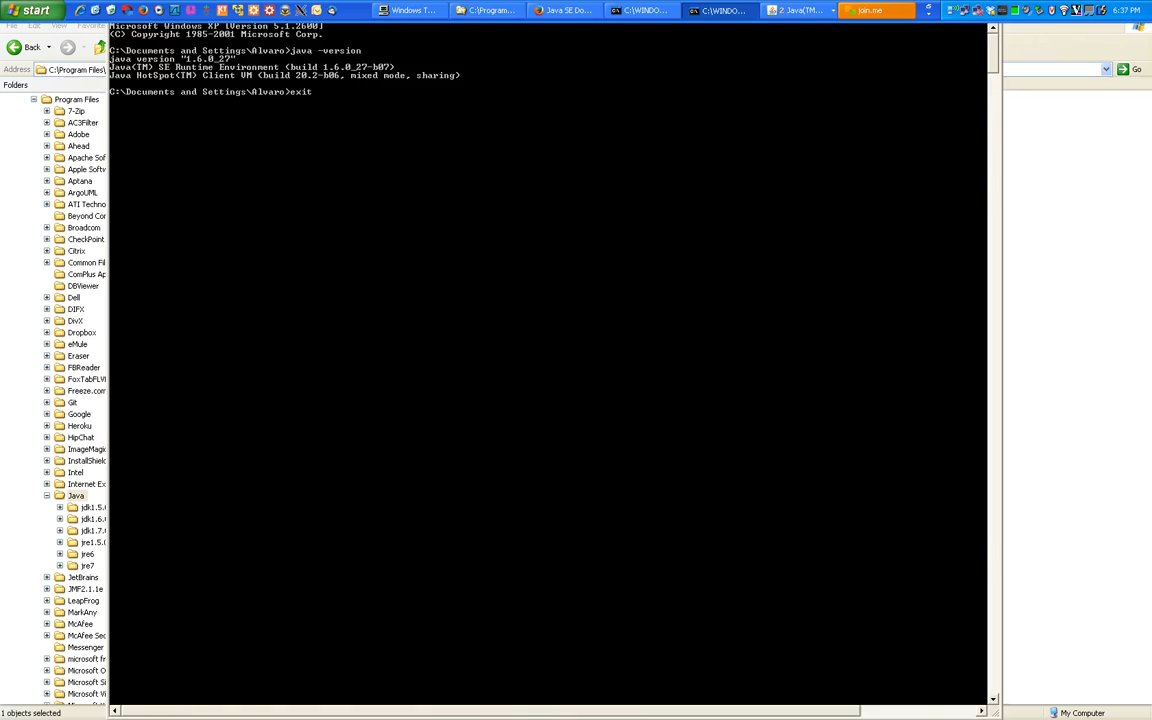 start
Windows T...
C:\Program...
Java SE Do...
C:\WINDO...
C:\WINDO...
2 Java(TM...
join.me
6:37 PM
File Edit
Microsoft Windows XP [Version 5.1.2600]
(C) Copyright 1985-2001 Microsoft Corp.
Back
C:\Documents and Settings\Alvaro>java -version
java version "1.6.0_27"
Java(TM) SE Runtime Environment (build 1.6.0_27-b07)
Java HotSpot(TM) Client VM (build 20.2-b06, mixed mode, sharing)
C:\Documents and Settings\Alvaro>exit
Address
C:\Program Files\
Go
Folders
Program Files
7-Zip
AC3Filter
Adobe
Ahead
Apache Sof
Apple Softw
Aptana
ArgoUML
ATI Techno
Beyond Cor
Broadcom
CheckPoint
Citrix
Common Fil
ComPlus Ap
DBViewer
Dell
DIFX
DivX
Dropbox
eMule
Eraser
FBReader
FoxTabFLV
Freeze.com
Git
Google
Heroku
HipChat
ImageMagic
InstallShield
Intel
Internet Ex
Java
jdk1.5.
jdk1.6.
jdk1.7.
jre1.5.0
jre6
jre7
JetBrains
JMF2.1.1e
LeapFrog
MarkAny
McAfee
McAfee Sec
Messenger
microsoft fr
Microsoft O
Microsoft S
Microsoft Vi
1 objects selected
My Computer